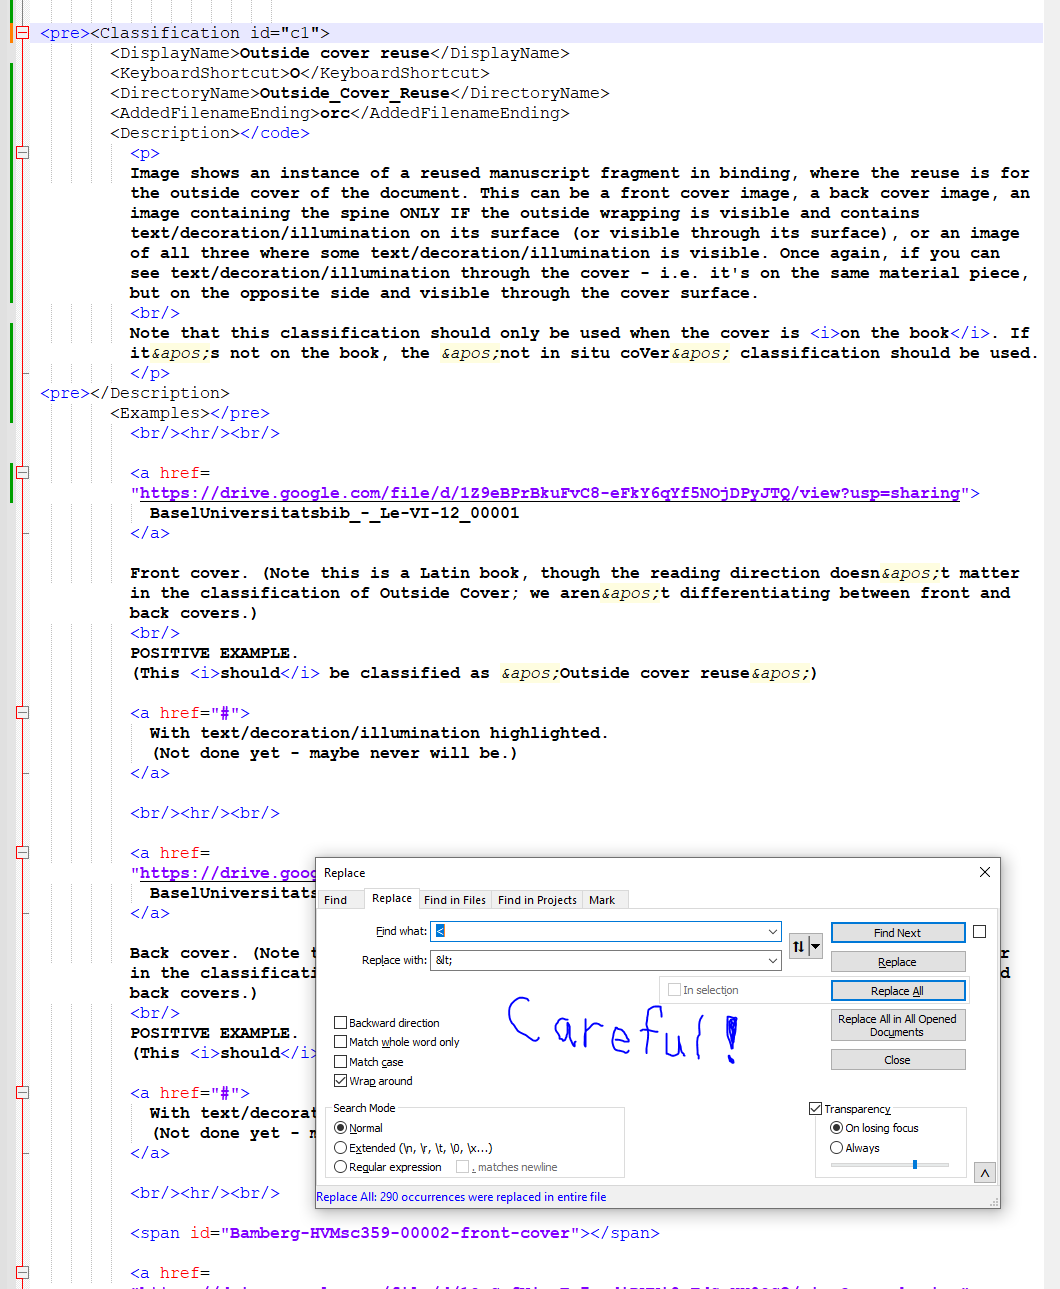 <pre><Classification id="c1">
<DisplayName>Outside cover reuse</DisplayName>
<KeyboardShortcut>O</KeyboardShortcut>
<DirectoryName>Outside_Cover_Reuse</DirectoryName>
<AddedFilenameEnding>orc</AddedFilenameEnding>
<Description></code>
<p>
Image shows an instance of a reused manuscript fragment in binding, where the reuse is for
the outside cover of the document. This can be a front cover image, a back cover image, an
image containing the spine ONLY IF the outside wrapping is visible and contains
text/decoration/illumination on its surface (or visible through its surface), or an image
of all three where some text/decoration/illumination is visible. Once again, if you can
see text/decoration/illumination through the cover - i.e. it's on the same material piece,
but on the opposite side and visible through the cover surface.
<br/>
Note that this classification should only be used when the cover is <i>on the book</i>. If
it&apos;s not on the book, the &apos;not in situ coVer&apos; classification should be used.
</p>
<pre></Description>
<Examples></pre>
<br/><hr/><br/>
<a href=
"https://drive.google.com/file/d/1Z9eBPrBkuFvC8-eFkY6qYf5NOjDPyJTQ/view?usp=sharing">
BaselUniversitatsbib_-_Le-VI-12_00001
</a>
Front cover. (Note this is a Latin book, though the reading direction doesn&apos;t matter
in the classification of Outside Cover; we aren&apos;t differentiating between front and
back covers.)
<br/>
POSITIVE EXAMPLE.
(This <i>should</i> be classified as &apos;Outside cover reuse&apos;)
<a href="#">
With text/decoration/illumination highlighted.
(Not done yet - maybe never will be.)
</a>
<br/><hr/><br/>
<a href=
"https://drive.goog
BaselUniversitats
</a>
Back cover. (Note t
in the classificati
back covers.)
<br/>
POSITIVE EXAMPLE.
(This <i>should</i>
<a href="#">
With text/decorat
(Not done yet - m
</a>
<br/><hr/><br/>
<span id="Bamberg-HVMsc359-00002-front-cover"></span>
<a href=
Replace
Find Replace Find in Files Find in Projects Mark
Find what: < Find Next
Replace with: &lt; Replace
In selection Replace All
Careful!
Backward direction Replace All in All Opened
Documents
Match whole word only
Match case Close
Wrap around
Search Mode Transparency
Normal On losing focus
Extended (\n, \r, \t, \0, \x...) Always
Regular expression . matches newline
Replace All: 290 occurrences were replaced in entire file